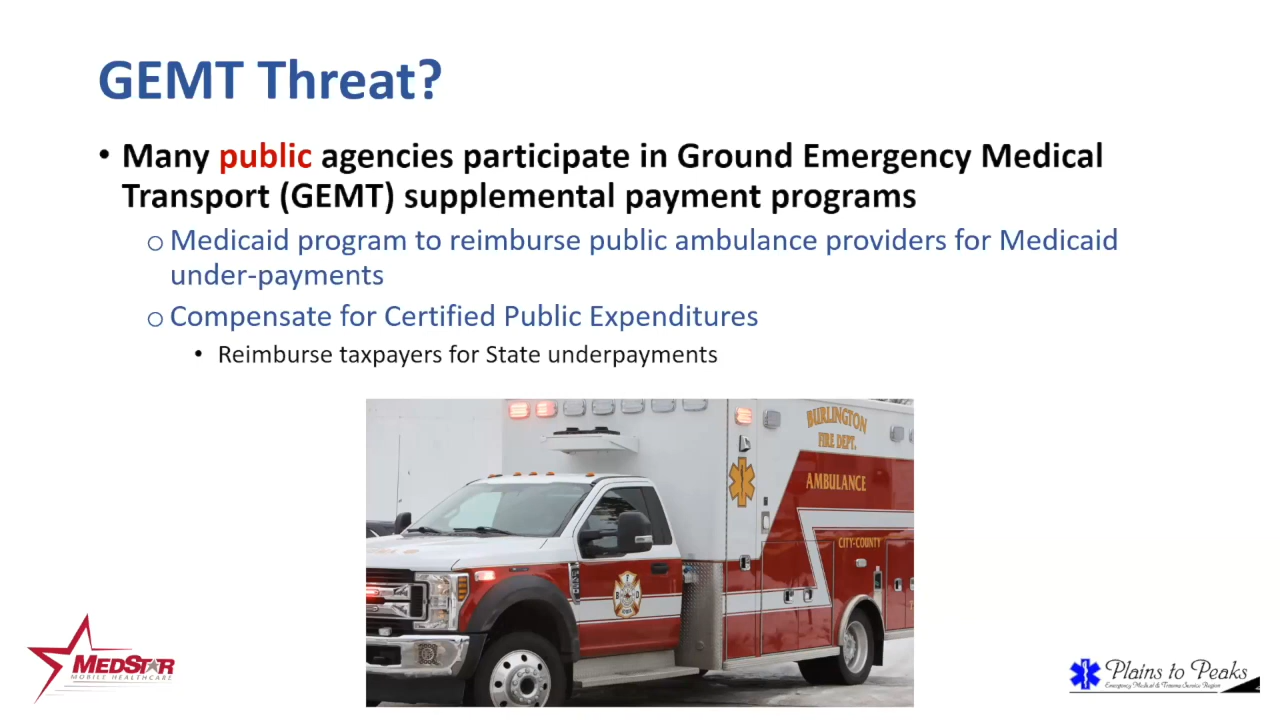 GEMT Threat?
• Many public agencies participate in Ground Emergency Medical
Transport (GEMT) supplemental payment programs
o Medicaid program to reimburse public ambulance providers for Medicaid
under-payments
o Compensate for Certified Public Expenditures
• Reimburse taxpayers for State underpayments
BURLINGTON
FIRE DEPT.
AMBULANCE
CITY-COUNTY
MEDSTAR
MOBILE HEALTHCARE
Plains to Peaks
Emergency Medical & Trauma Service Region